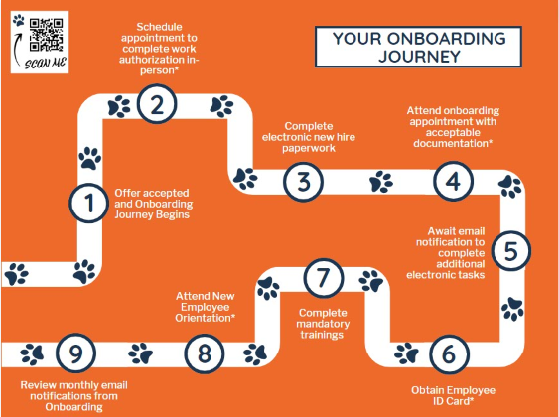 SCAN ME
YOUR ONBOARDING
JOURNEY
1
Offer accepted
and Onboarding
Journey Begins
2
Schedule
appointment to
complete work
authorization in-
person*
3
Complete
electronic new hire
paperwork
4
Attend onboarding
appointment with
acceptable
documentation*
5
Await email
notification to
complete
additional
electronic tasks
6
Obtain Employee
ID Card*
7
Complete
mandatory
trainings
8
Attend New
Employee
Orientation*
9
Review monthly email
notifications from
Onboarding